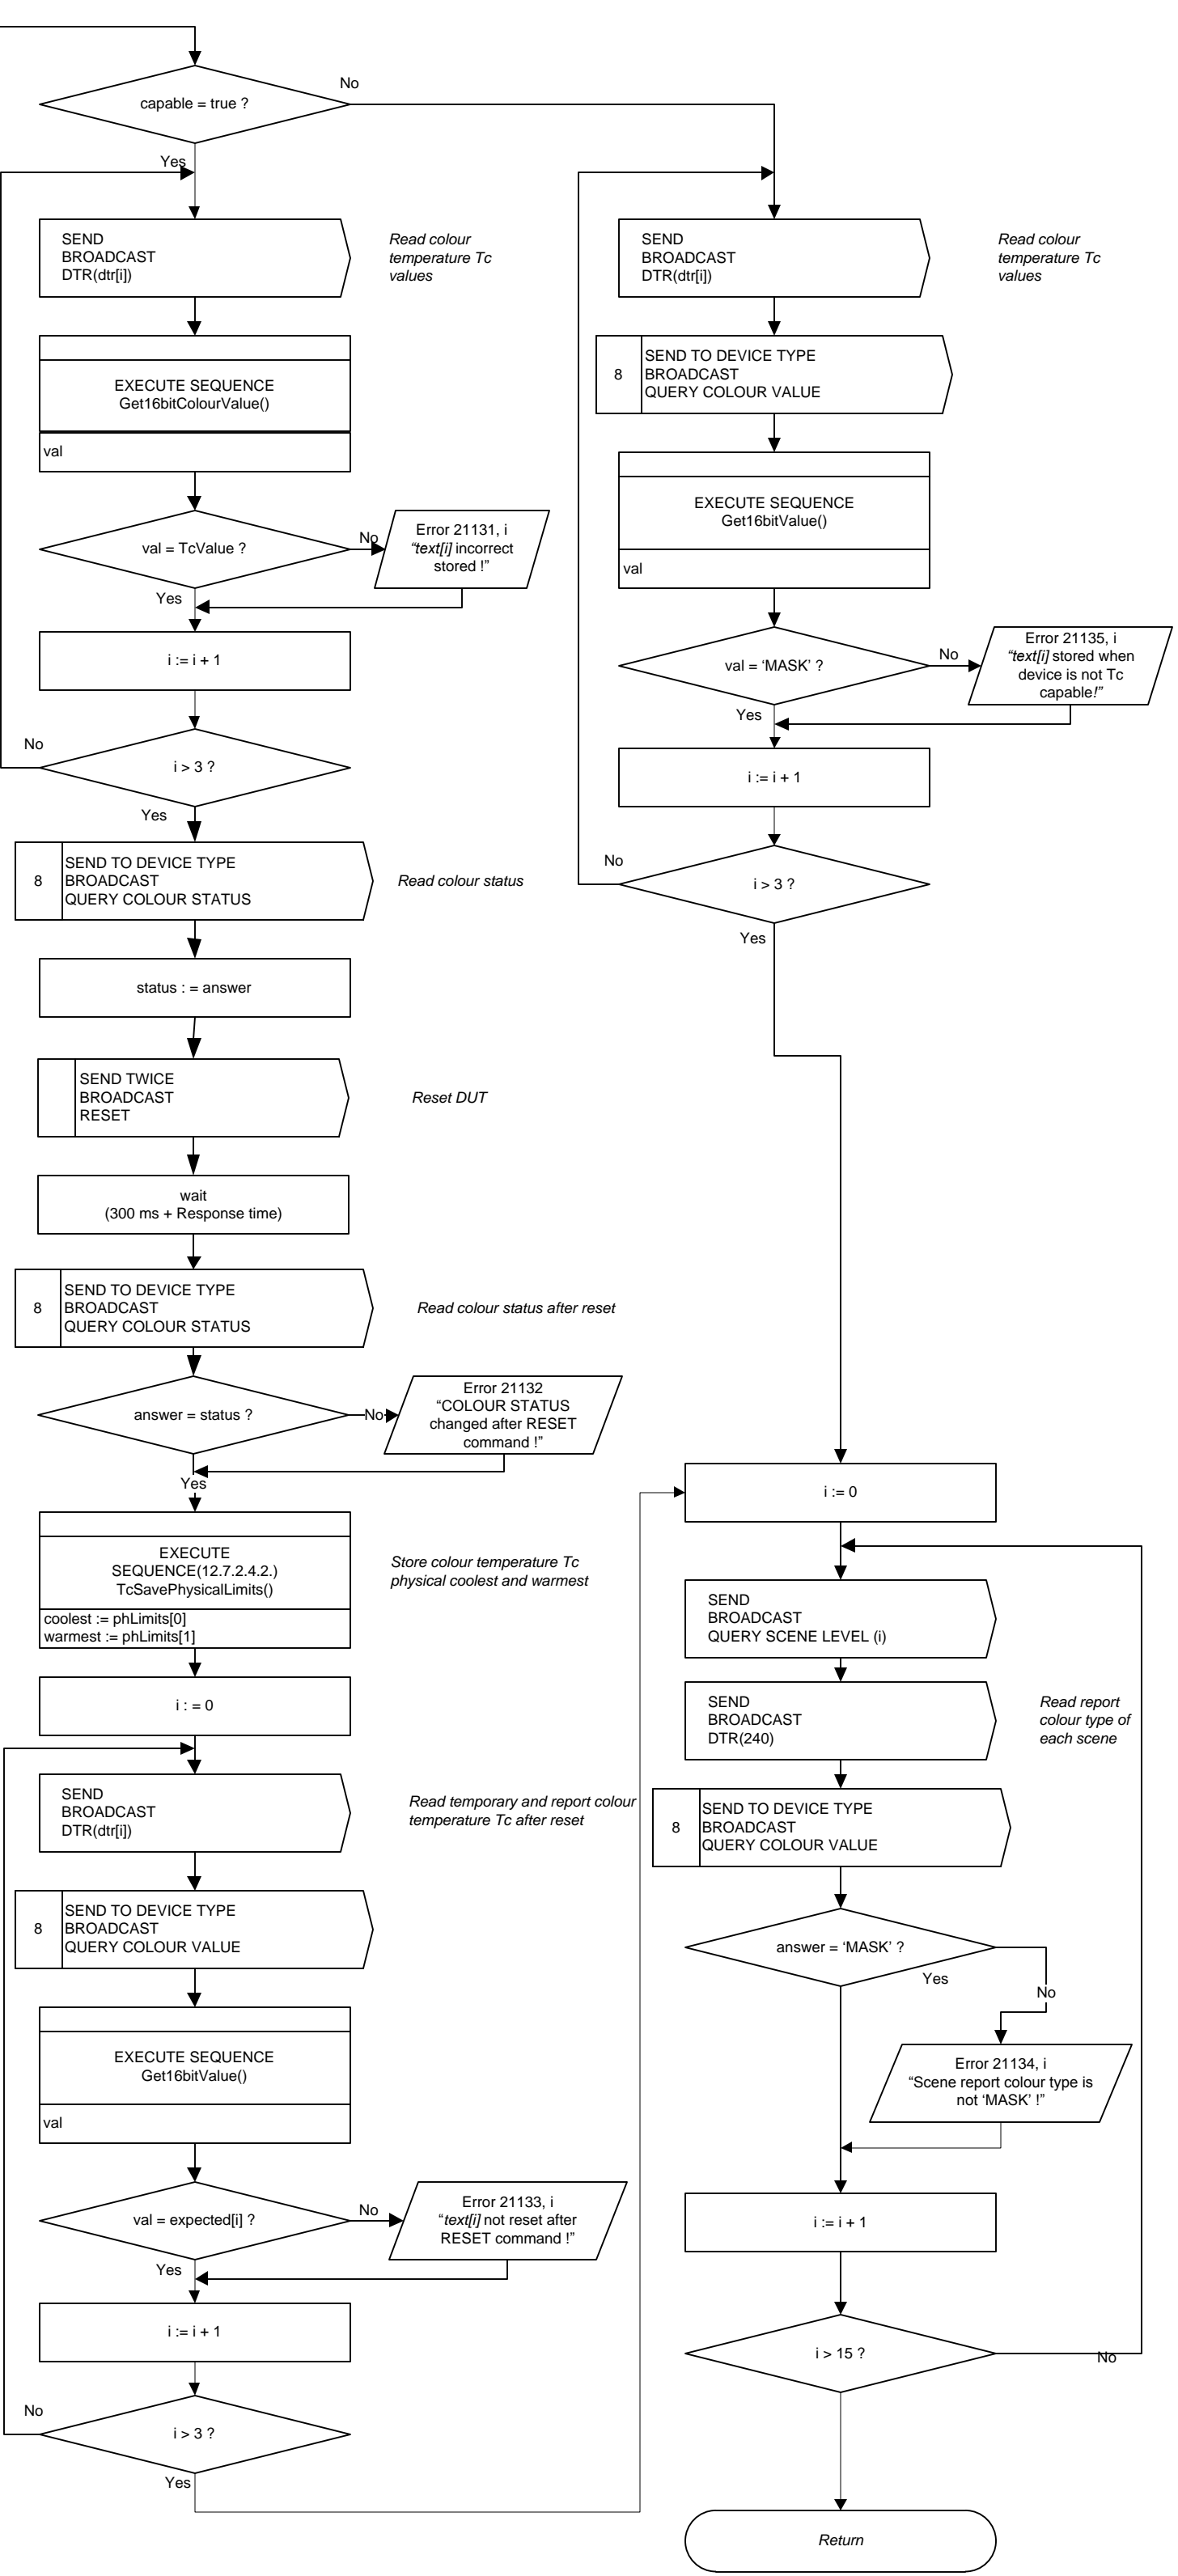 capable = true ?
No
Yes
SEND
BROADCAST
DTR(dtr[i])
Read colour
temperature Tc
values
EXECUTE SEQUENCE
Get16bitColourValue()
val
val = TcValue ?
No
Error 21131, i
“text[i] incorrect
stored !”
Yes
i := i + 1
i > 3 ?
No
Yes
8
SEND TO DEVICE TYPE
BROADCAST
QUERY COLOUR STATUS
Read colour status
status : = answer
SEND TWICE
BROADCAST
RESET
Reset DUT
wait
(300 ms + Response time)
8
SEND TO DEVICE TYPE
BROADCAST
QUERY COLOUR STATUS
Read colour status after reset
answer = status ?
No
Error 21132
“COLOUR STATUS
changed after RESET
command !”
Yes
EXECUTE
SEQUENCE(12.7.2.4.2.)
TcSavePhysicalLimits()
coolest := phLimits[0]
warmest := phLimits[1]
Store colour temperature Tc
physical coolest and warmest
i : = 0
SEND
BROADCAST
DTR(dtr[i])
Read temporary and report colour
temperature Tc after reset
8
SEND TO DEVICE TYPE
BROADCAST
QUERY COLOUR VALUE
EXECUTE SEQUENCE
Get16bitValue()
val
val = expected[i] ?
No
Error 21133, i
“text[i] not reset after
RESET command !”
Yes
i := i + 1
i > 3 ?
No
Yes
SEND
BROADCAST
DTR(dtr[i])
Read colour
temperature Tc
values
8
SEND TO DEVICE TYPE
BROADCAST
QUERY COLOUR VALUE
EXECUTE SEQUENCE
Get16bitValue()
val
val = ‘MASK’ ?
No
Error 21135, i
“text[i] stored when
device is not Tc
capable!”
Yes
i := i + 1
i > 3 ?
No
Yes
i := 0
SEND
BROADCAST
QUERY SCENE LEVEL (i)
SEND
BROADCAST
DTR(240)
Read report
colour type of
each scene
8
SEND TO DEVICE TYPE
BROADCAST
QUERY COLOUR VALUE
answer = ‘MASK’ ?
Yes
No
Error 21134, i
“Scene report colour type is
not ‘MASK’ !”
i := i + 1
i > 15 ?
No
Return